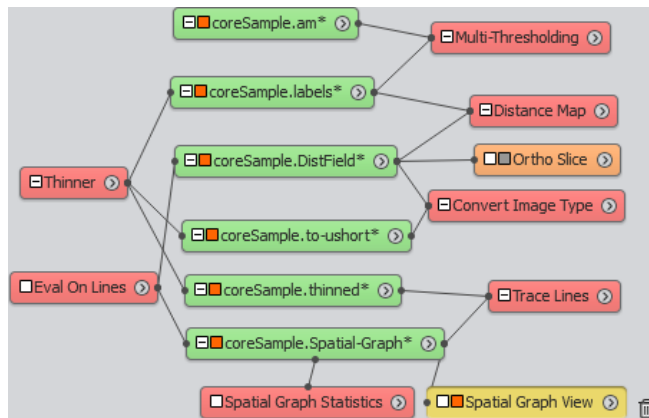 coreSample.am*
Multi-Thresholding
coreSample.labels*
Distance Map
coreSample.DistField*
Ortho Slice
Thinner
Convert Image Type
coreSample.to-ushort*
Eval On Lines
coreSample.thinned*
Trace Lines
coreSample.Spatial-Graph*
Spatial Graph Statistics
Spatial Graph View